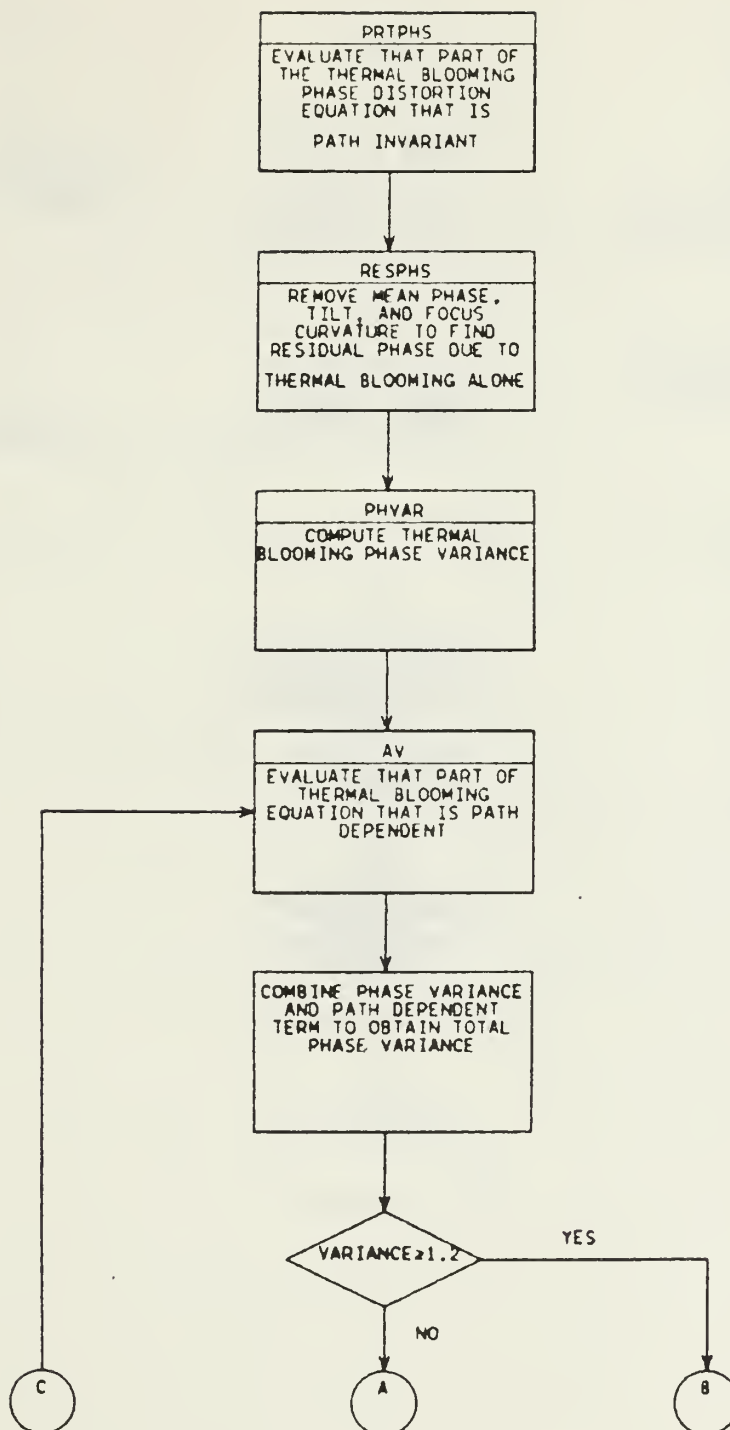 PRTPHS
EVALUATE THAT PART OF
THE THERMAL BLOOMING
PHASE DISTORTION
EQUATION THAT IS
PATH INVARIANT
RESPHS
REMOVE MEAN PHASE,
TILT, AND FOCUS
CURVATURE TO FIND
RESIDUAL PHASE DUE TO
THERMAL BLOOMING ALONE
PHVAR
COMPUTE THERMAL
BLOOMING PHASE VARIANCE
AV
EVALUATE THAT PART OF
THERMAL BLOOMING
EQUATION THAT IS PATH
DEPENDENT
COMBINE PHASE VARIANCE
AND PATH DEPENDENT
TERM TO OBTAIN TOTAL
PHASE VARIANCE
VARIANCE≥1.2
YES
NO
C
A
B